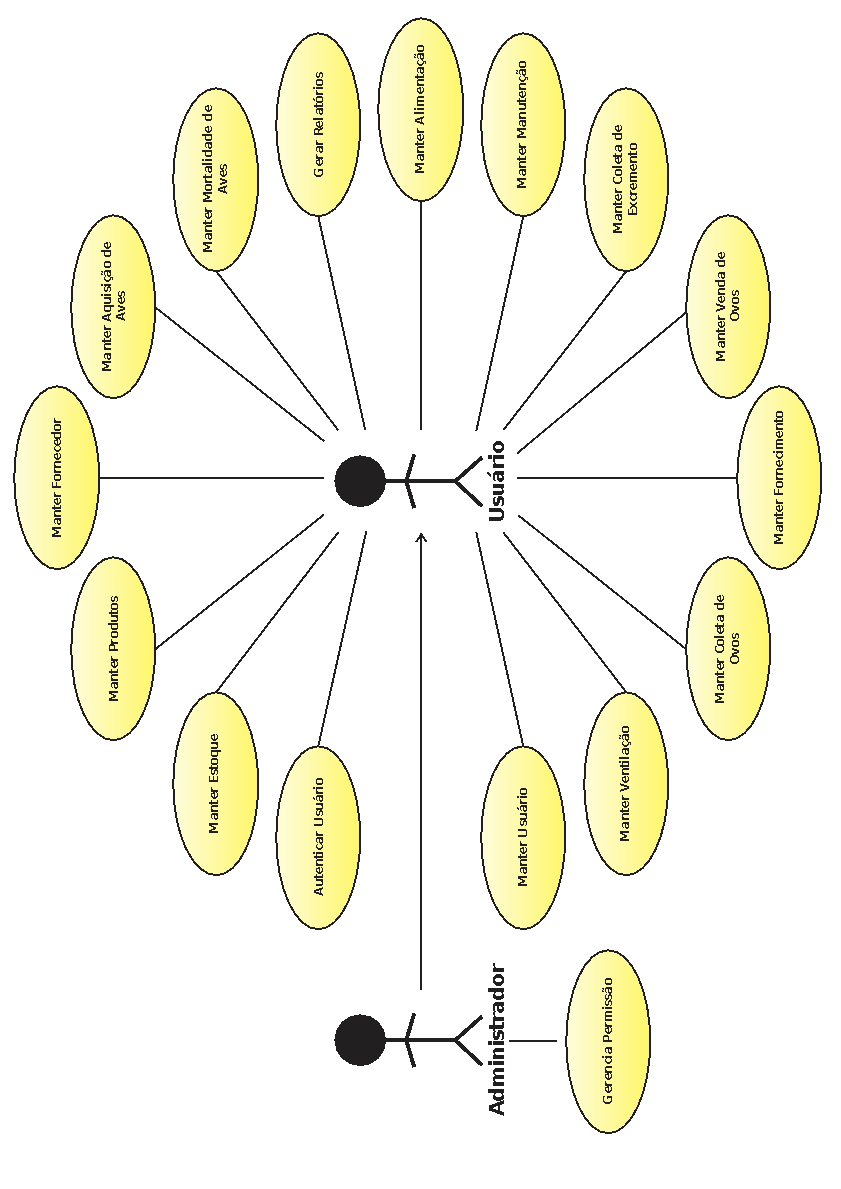 Manter Fornecedor
Manter Produtos
Manter Aquisição de
Aves
Manter Estoque
Manter Mortalidade de
Aves
Autenticar Usuário
Gerar Relatórios
Manter Alimentação
Administrador
Usuário
Manter Usuário
Manter Manutenção
Gerencia Permissão
Manter Ventilação
Manter Coleta de
Excremento
Manter Coleta de
Ovos
Manter Venda de
Ovos
Manter Fornecimento